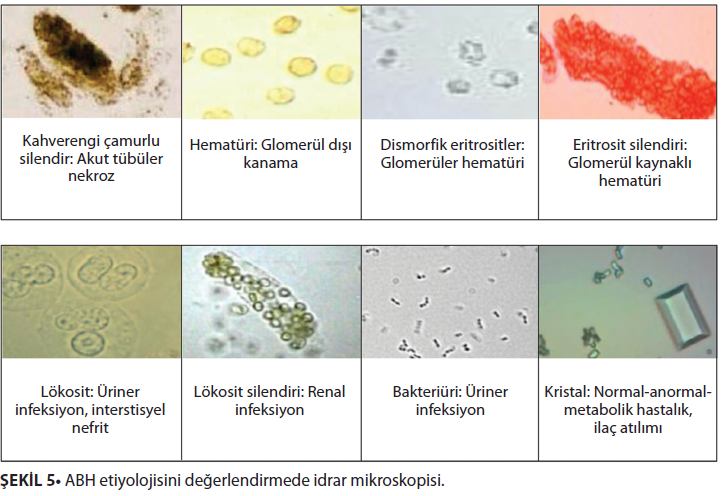 Kahverengi çamurlu
silendir: Akut tübüler
nekroz
Hematüri: Glomerül dışı
kanama
Dismorfik eritrositler:
Glomerüler hematüri
Eritrosit silendiri:
Glomerül kaynaklı
hematüri
Lökosit: Üriner
infeksiyon, interstisyel
nefrit
Lökosit silendiri: Renal
infeksiyon
Bakteriüri: Üriner
infeksiyon
Kristal: Normal-anormal-
metabolik hastalık,
ilaç atılımı
ŞEKİL 5• ABH etiyolojisini değerlendirmede idrar mikroskopisi.